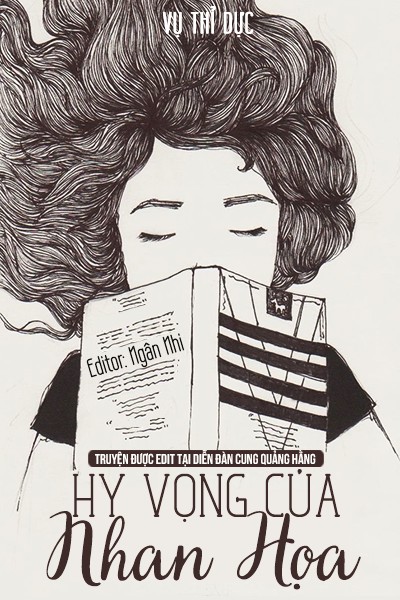 VỤ THỈ DỤC
Editor: Ngân Nhi
TRUYỆN ĐƯỢC EDIT TẠI DIỄN ĐÀN CUNG QUẢNG HẰNG
HY VỌNG CỦA
Nhan Họa